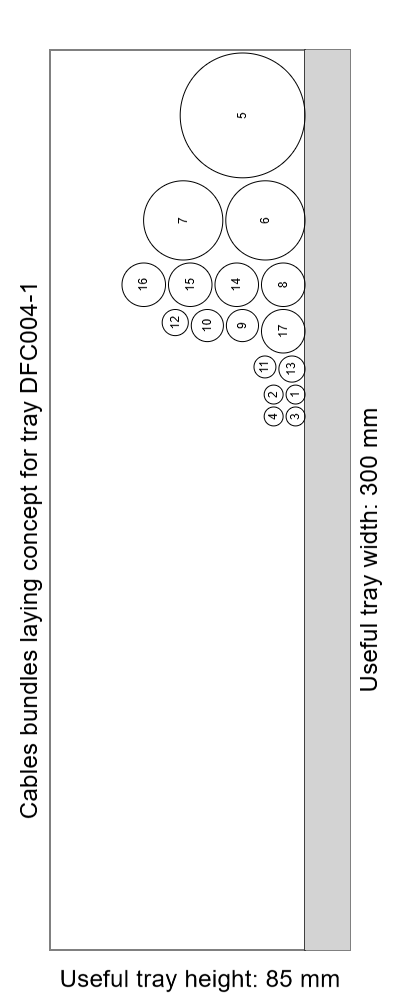 Cables bundles laying concept for tray DFC004-1
5
7 6
16 15 14 8
12 10 9 17
11 13
2 1
4 3
Useful tray width: 300 mm
Useful tray height: 85 mm